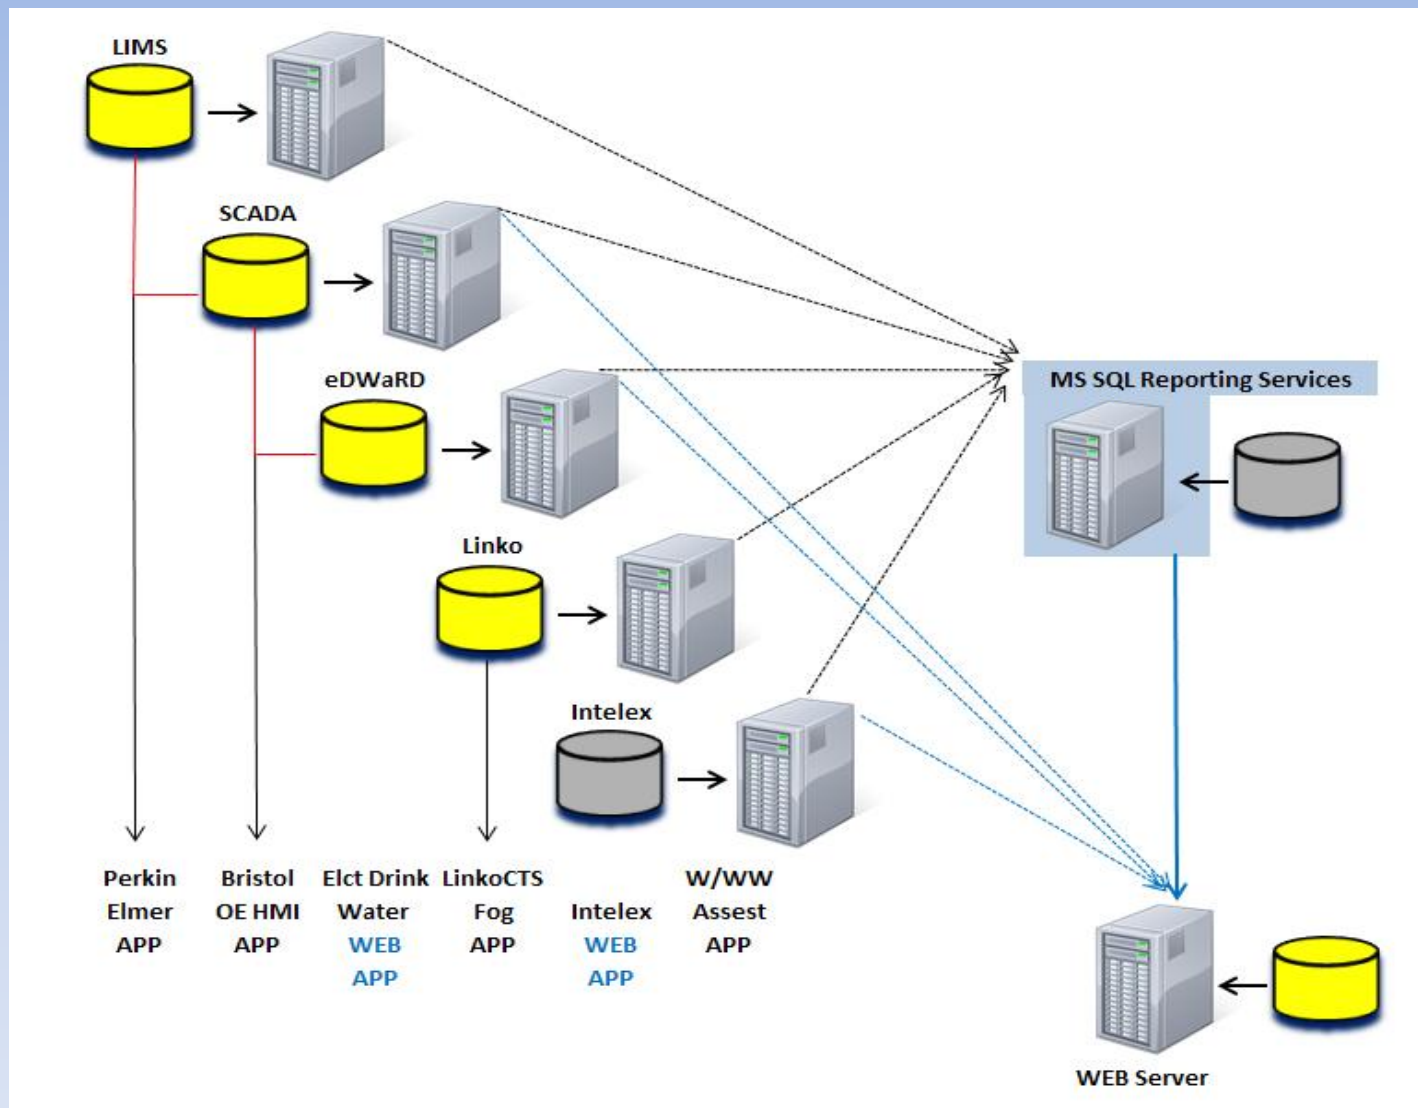 LIMS
SCADA
eDWaRD
MS SQL Reporting Services
Linko
Intelex
Perkin
Elmer
APP
Bristol
OE HMI
APP
Elct Drink
Water
WEB
APP
LinkoCTS
Fog
APP
Intelex
WEB
APP
W/WW
Assest
APP
WEB Server